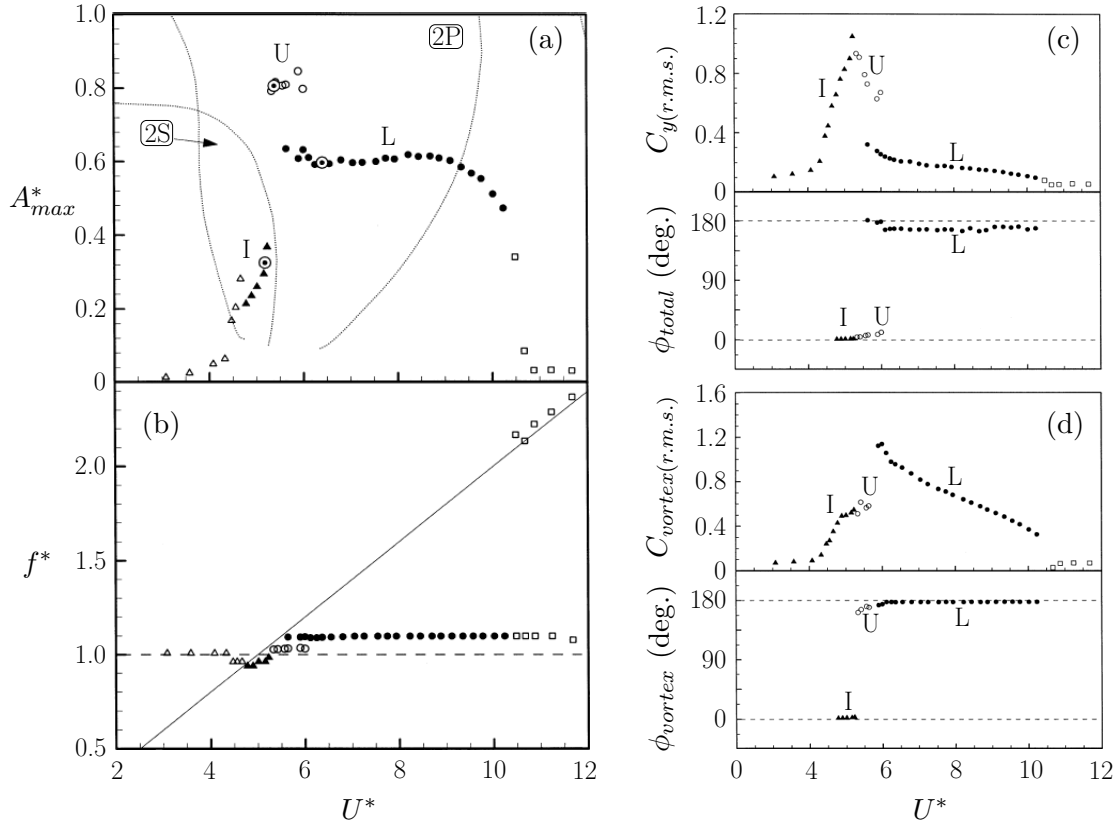 1.0
0.8
0.6
0.4
0.2
0
A*max
2P
(a)
U
2S
L
I
(b)
2.0
1.5
1.0
0.5
f*
2 4 6 8 10 12
U*
1.2
0.8
0.4
0
Cy(r.m.s.)
(c)
I
U
L
180
90
0
ϕtotal (deg.)
L
I
U
1.6
1.2
0.8
0.4
0
Cvortex(r.m.s.)
(d)
I
U
L
180
90
0
ϕvortex (deg.)
U
L
I
0 2 4 6 8 10 12
U*